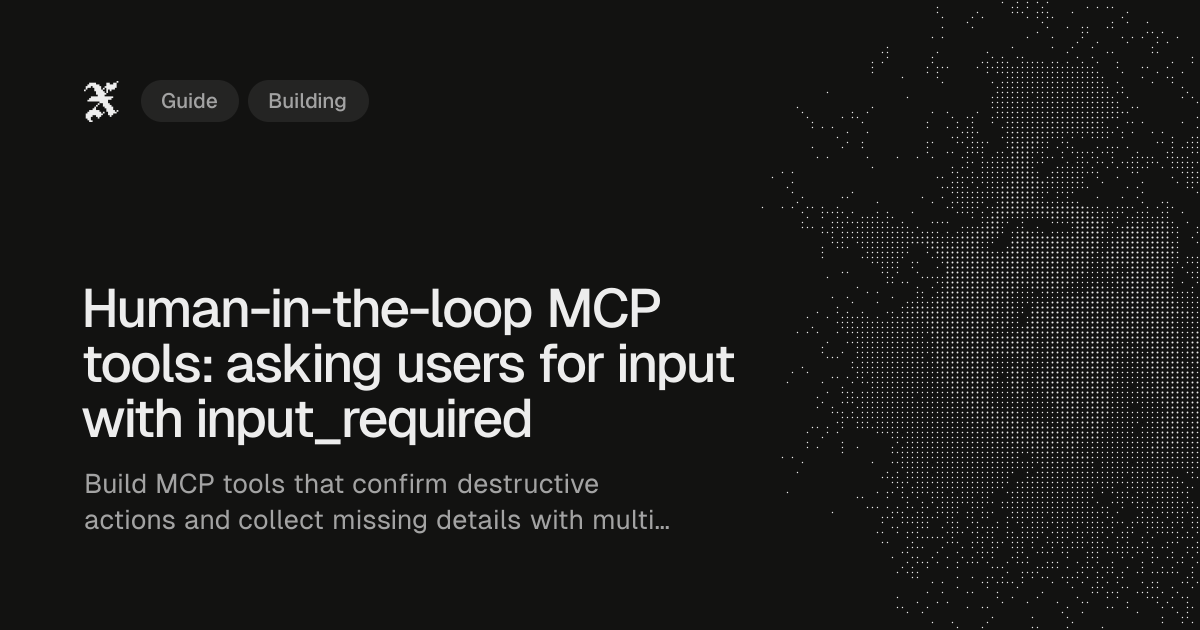 Guide
Building
Human-in-the-loop MCP
tools: asking users for input
with input_required
Build MCP tools that confirm destructive
actions and collect missing details with multi...